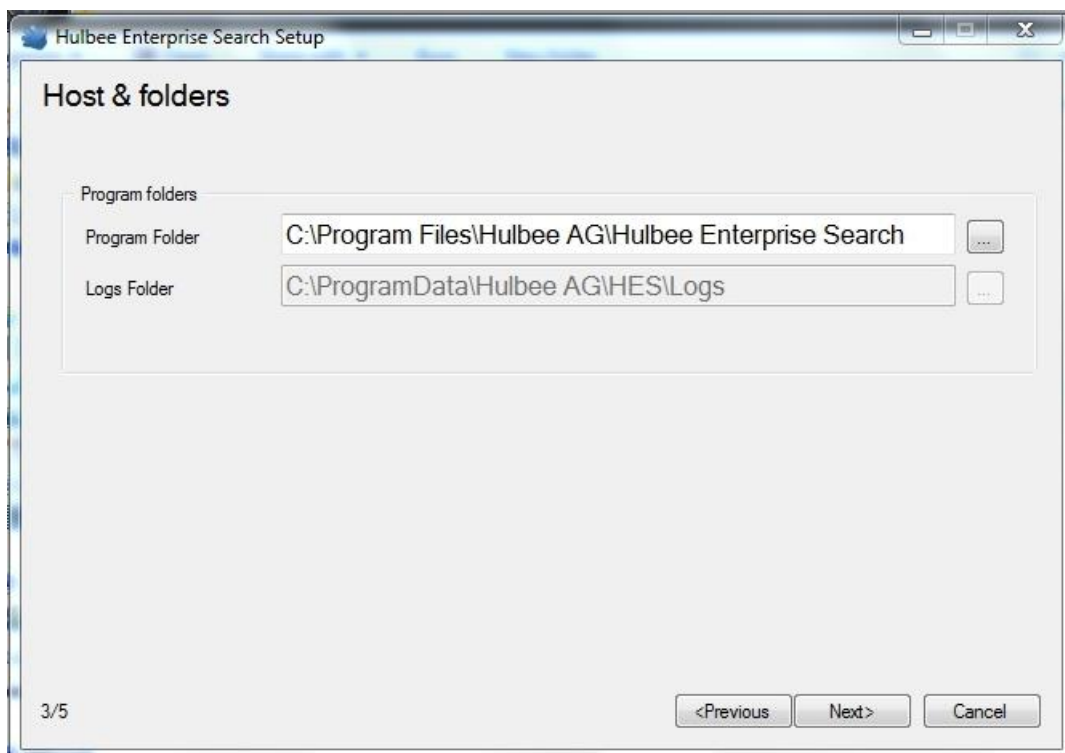 Hulbee Enterprise Search Setup
Host & folders
Program folders
Program Folder
C:\Program Files\Hulbee AG\Hulbee Enterprise Search
...
Logs Folder
C:\ProgramData\Hulbee AG\HES\Logs
...
3/5
<Previous
Next>
Cancel